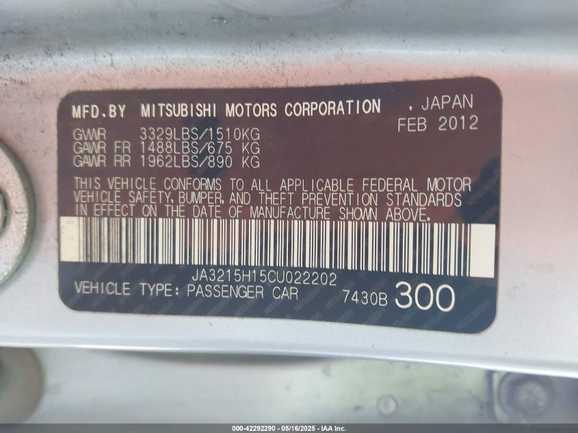 MFD.BY MITSUBISHI MOTORS CORPORATION , JAPAN
FEB 2012
GVWR 3329LBS/1510KG
GAWR FR 1488LBS/675 KG
GAWR RR 1962LBS/890 KG
THIS VEHICLE CONFORMS TO ALL APPLICABLE FEDERAL MOTOR
VEHICLE SAFETY, BUMPER, AND THEFT PREVENTION STANDARDS
IN EFFECT ON THE DATE OF MANUFACTURE SHOWN ABOVE.
JA3215H15CU022202
VEHICLE TYPE: PASSENGER CAR 7430B 300
000-42292290 - 05/16/2025 - IAA Inc.